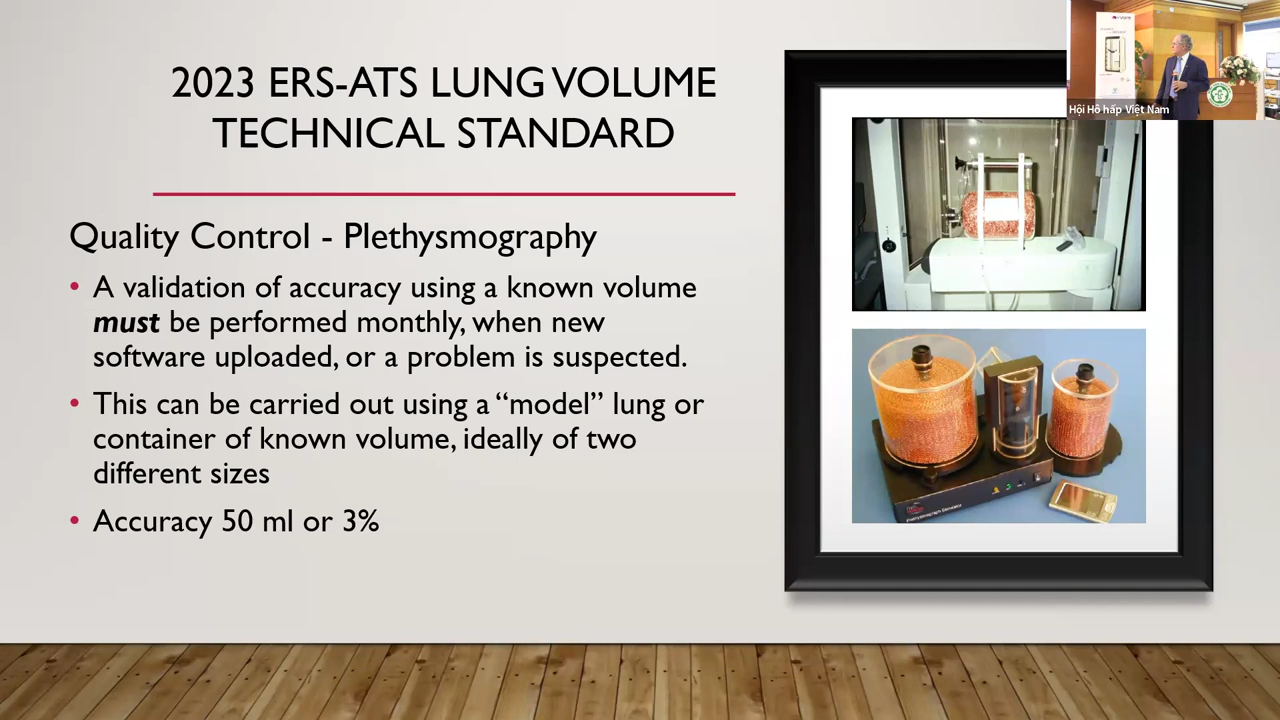 2023 ERS-ATS LUNG VOLUME
TECHNICAL STANDARD
Quality Control - Plethysmography
• A validation of accuracy using a known volume
must be performed monthly, when new
software uploaded, or a problem is suspected.
• This can be carried out using a “model” lung or
container of known volume, ideally of two
different sizes
• Accuracy 50 ml or 3%
vyaire
Hội Hô hấp Việt Nam